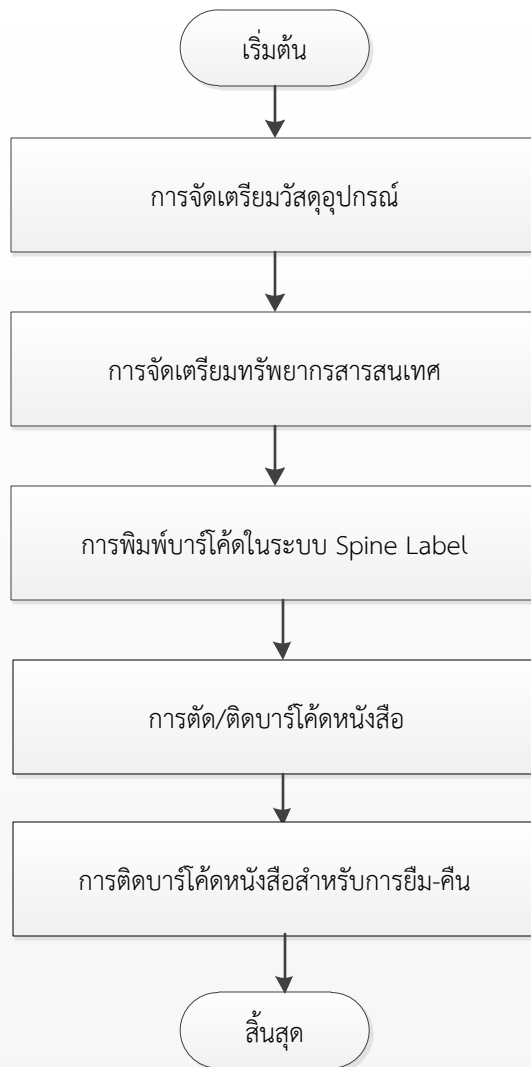 เริ่มต้น
การจัดเตรียมวัสดุอุปกรณ์
การจัดเตรียมทรัพยากรสารสนเทศ
การพิมพ์บาร์โค้ดในระบบ Spine Label
การตัด/ติดบาร์โค้ดหนังสือ
การติดบาร์โค้ดหนังสือสำหรับการยืม-คืน
สิ้นสุด